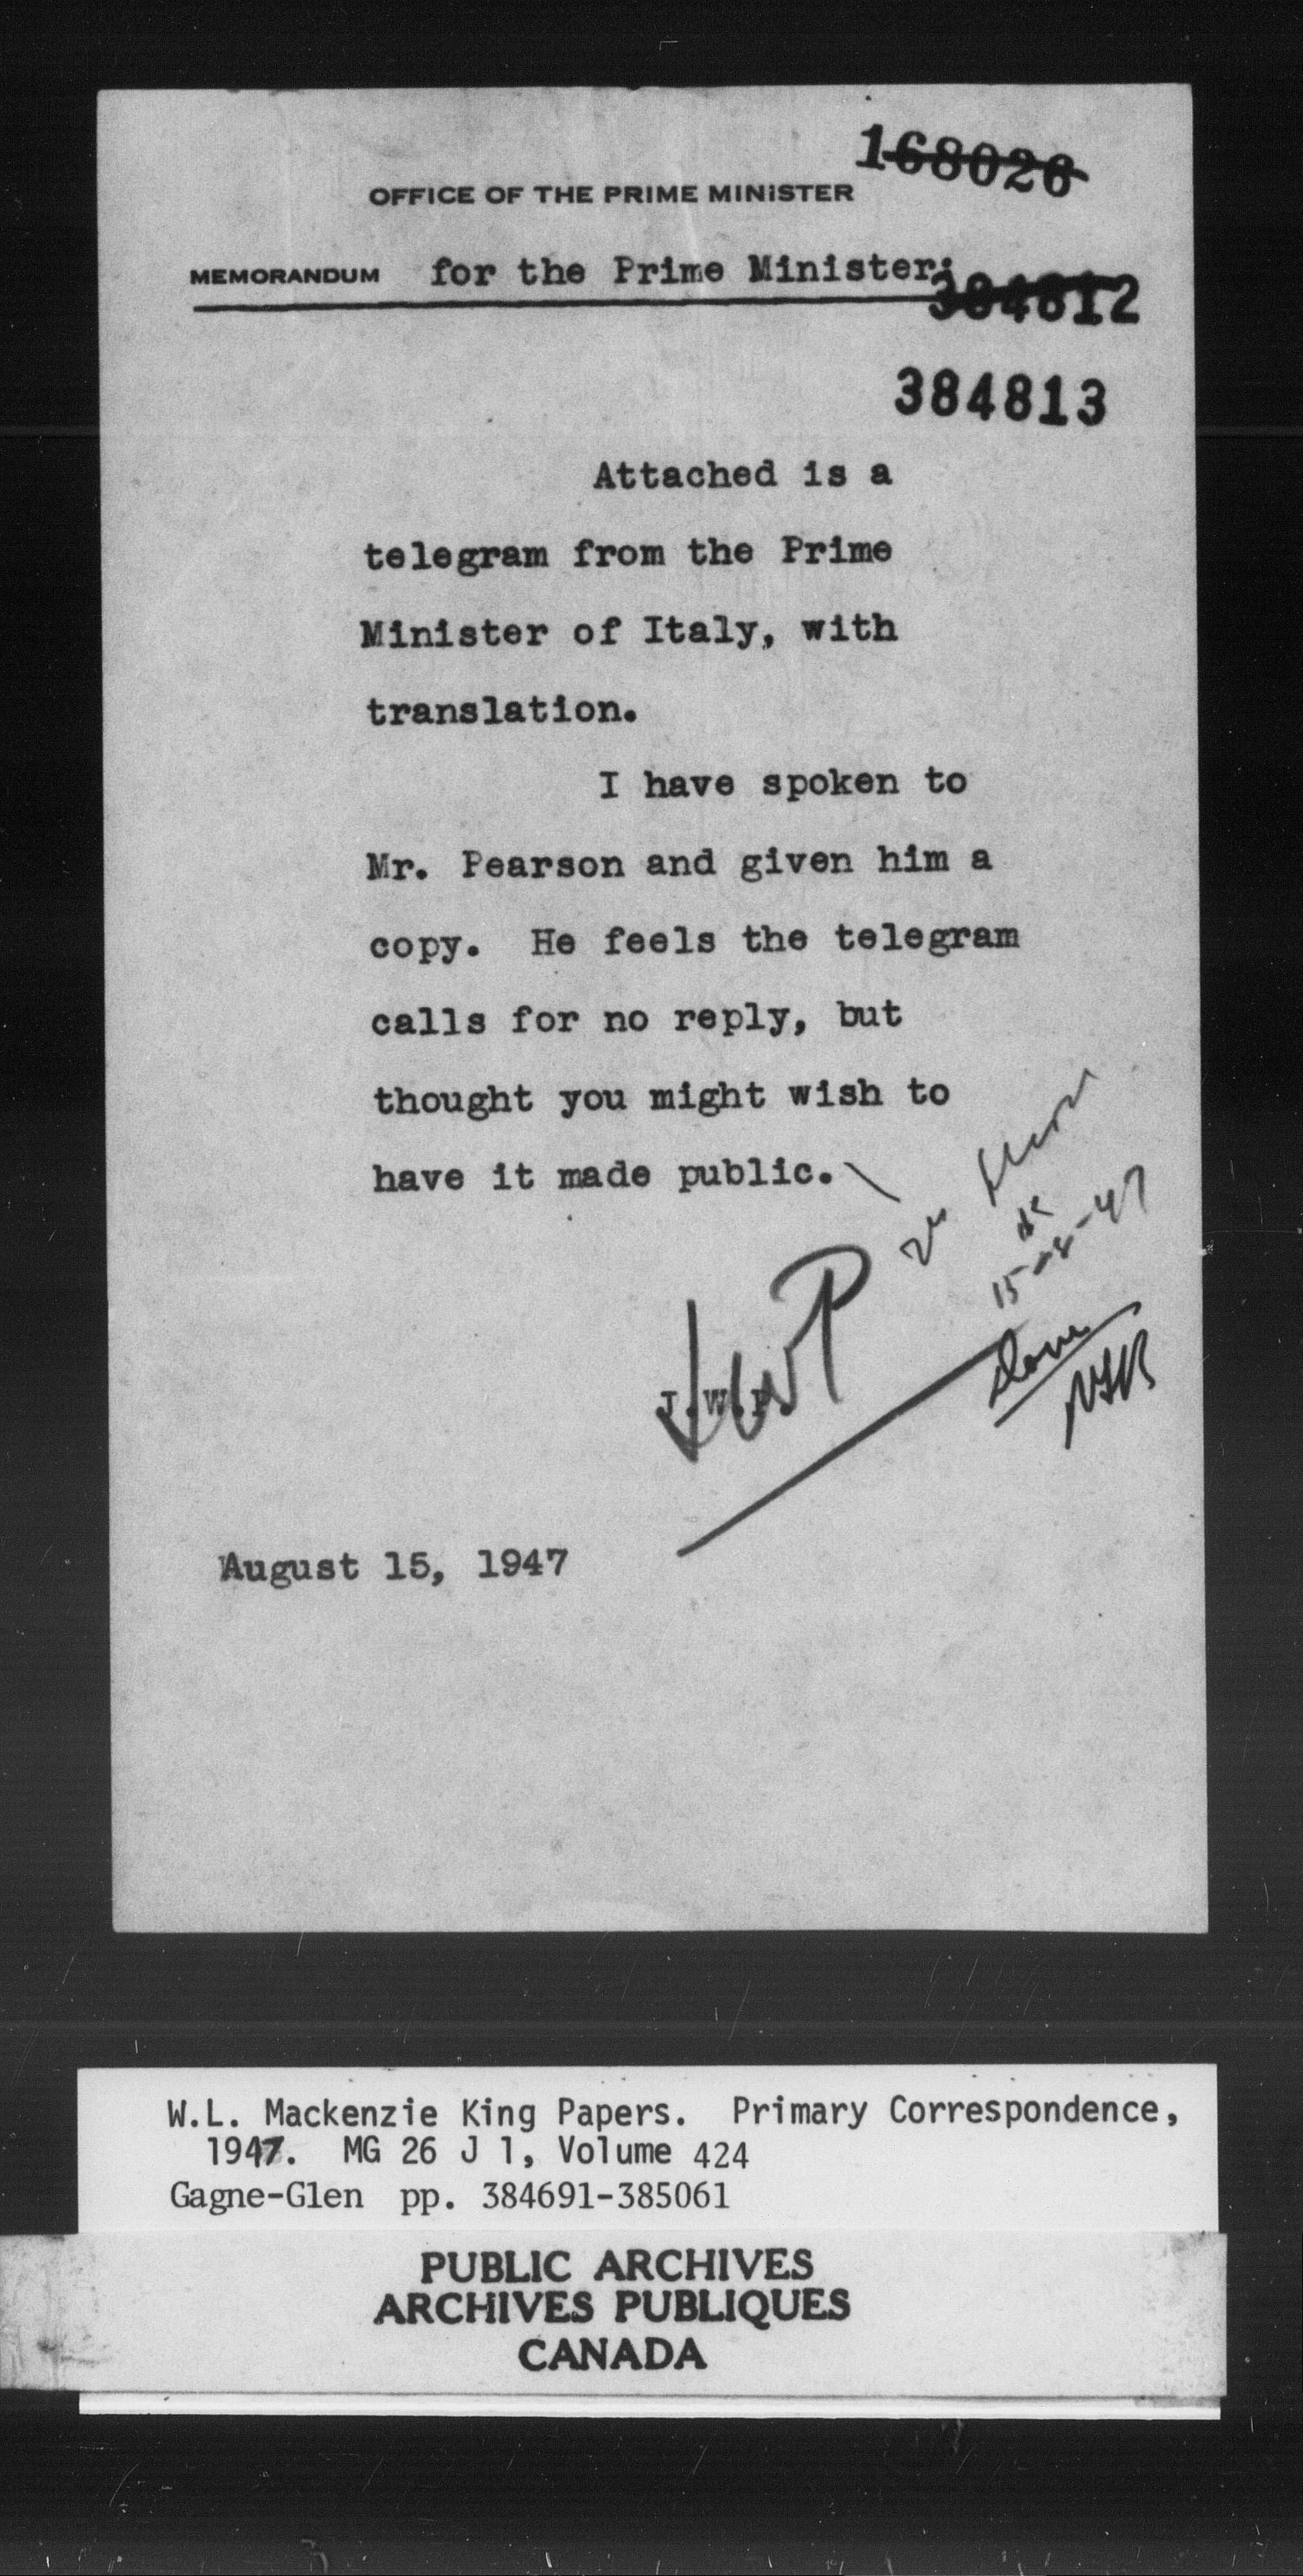 168026
OFFICE OF THE PRIME MINISTER
MEMORANDUM for the Prime Minister:
384812
384813
Attached is a
telegram from the Prime
Minister of Italy, with
translation.
I have spoken to
Mr. Pearson and given him a
copy. He feels the telegram
calls for no reply, but
thought you might wish to
have it made public.
15-8-47
done
JWP
J.W.P.
August 15, 1947
W.L. Mackenzie King Papers. Primary Correspondence,
1947. MG 26 J 1, Volume 424
Gagne-Glen pp. 384691-385061
PUBLIC ARCHIVES
ARCHIVES PUBLIQUES
CANADA